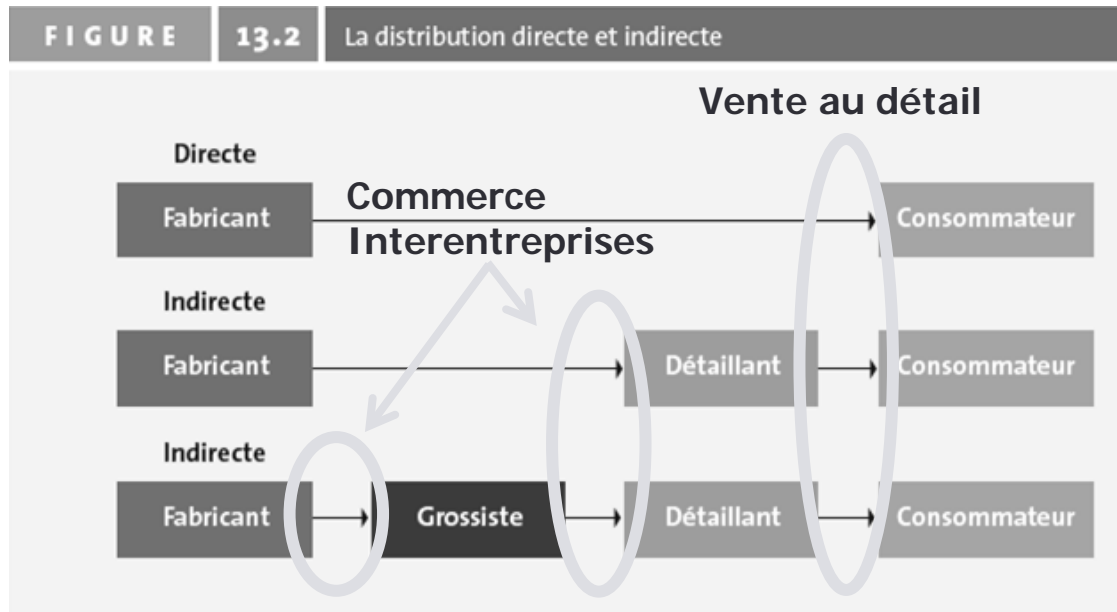 FIGURE 13.2 La distribution directe et indirecte
Vente au détail
Directe
Fabricant
Commerce
Interentreprises
Consommateur
Indirecte
Fabricant
Détaillant
Consommateur
Indirecte
Fabricant
Grossiste
Détaillant
Consommateur